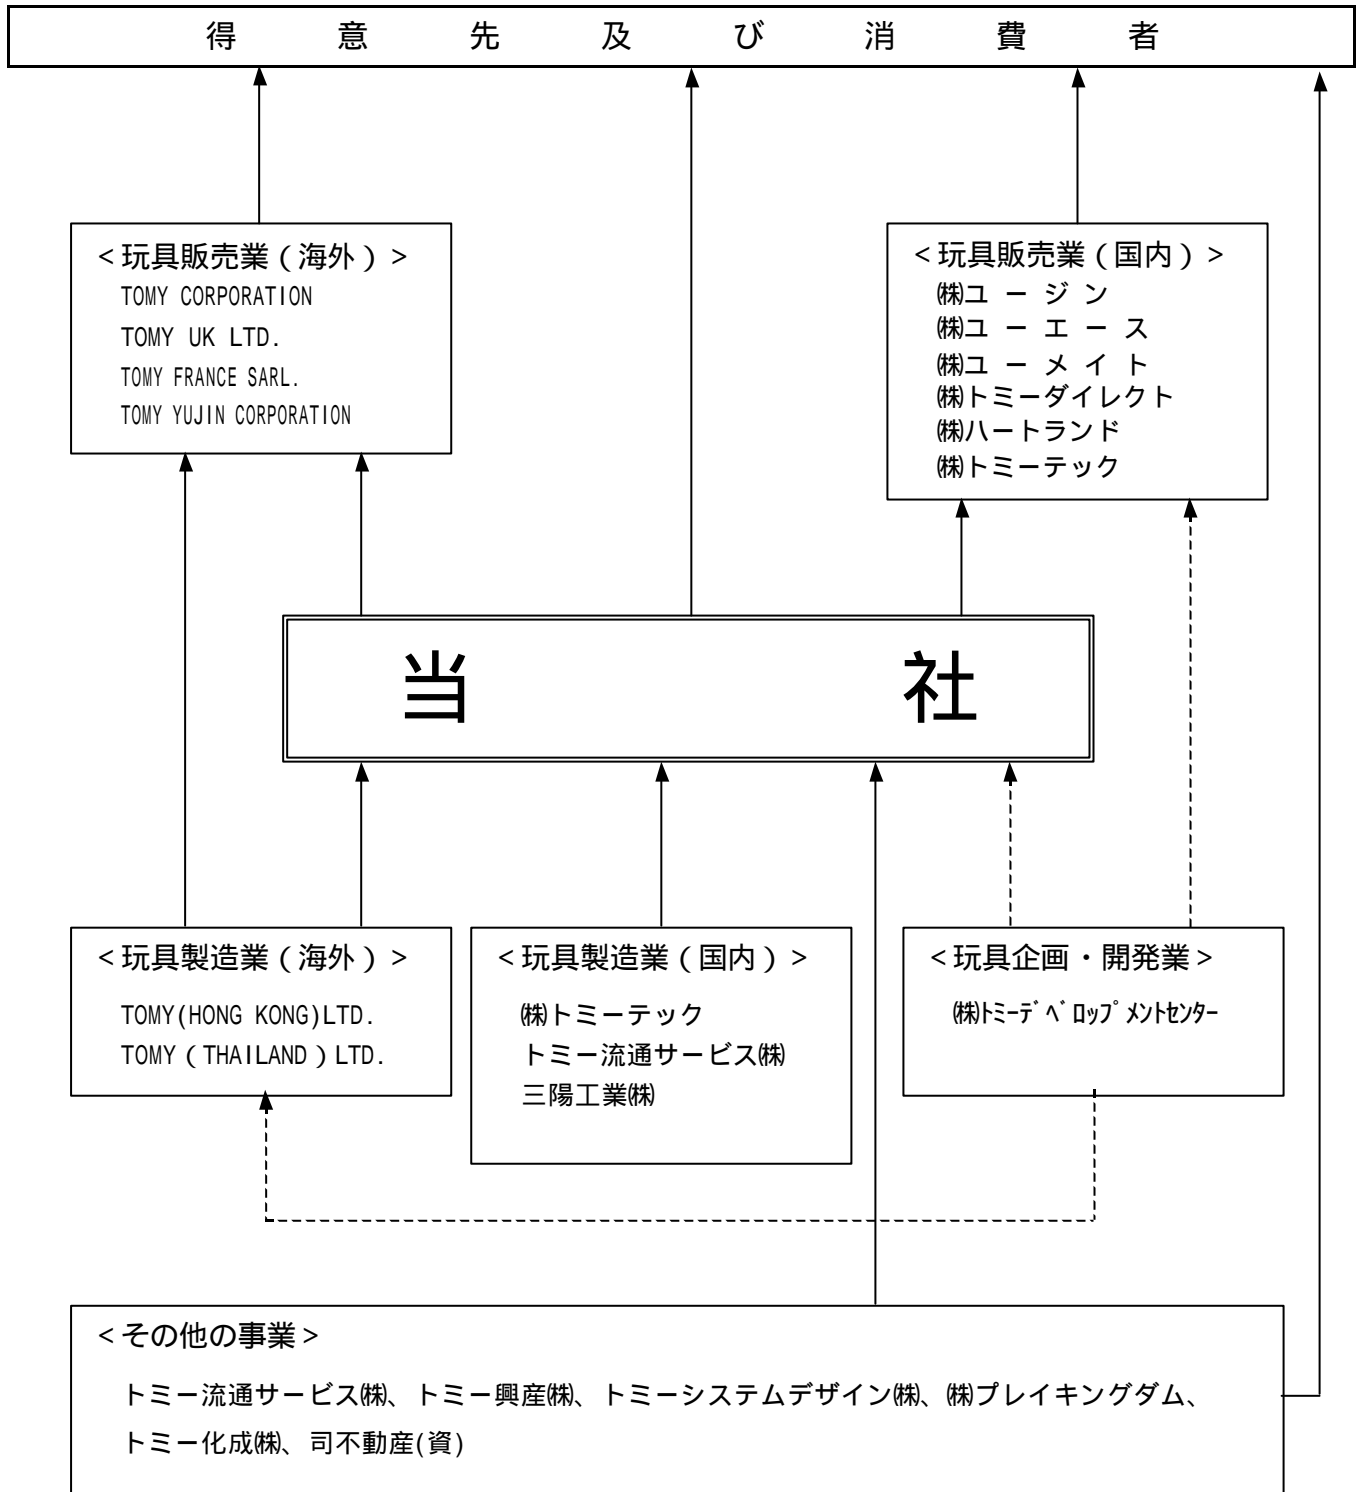 得意先及び消費者
<玩具販売業(海外)>
TOMY CORPORATION
TOMY UK LTD.
TOMY FRANCE SARL.
TOMY YUJIN CORPORATION
<玩具販売業(国内)>
㈱ユージン
㈱ユーエース
㈱ユーメイト
㈱トミーダイレクト
㈱ハートランド
㈱トミーテック
当社
<玩具製造業(海外)>
TOMY(HONG KONG)LTD.
TOMY(THAILAND)LTD.
<玩具製造業(国内)>
㈱トミーテック
トミー流通サービス㈱
三陽工業㈱
<玩具企画・開発業>
㈱ﾄﾐｰﾃﾞﾍﾞﾛｯﾌﾟﾒﾝﾄｾﾝﾀｰ
<その他の事業>
トミー流通サービス㈱、トミー興産㈱、トミーシステムデザイン㈱、㈱プレイキングダム、
トミー化成㈱、司不動産(資)